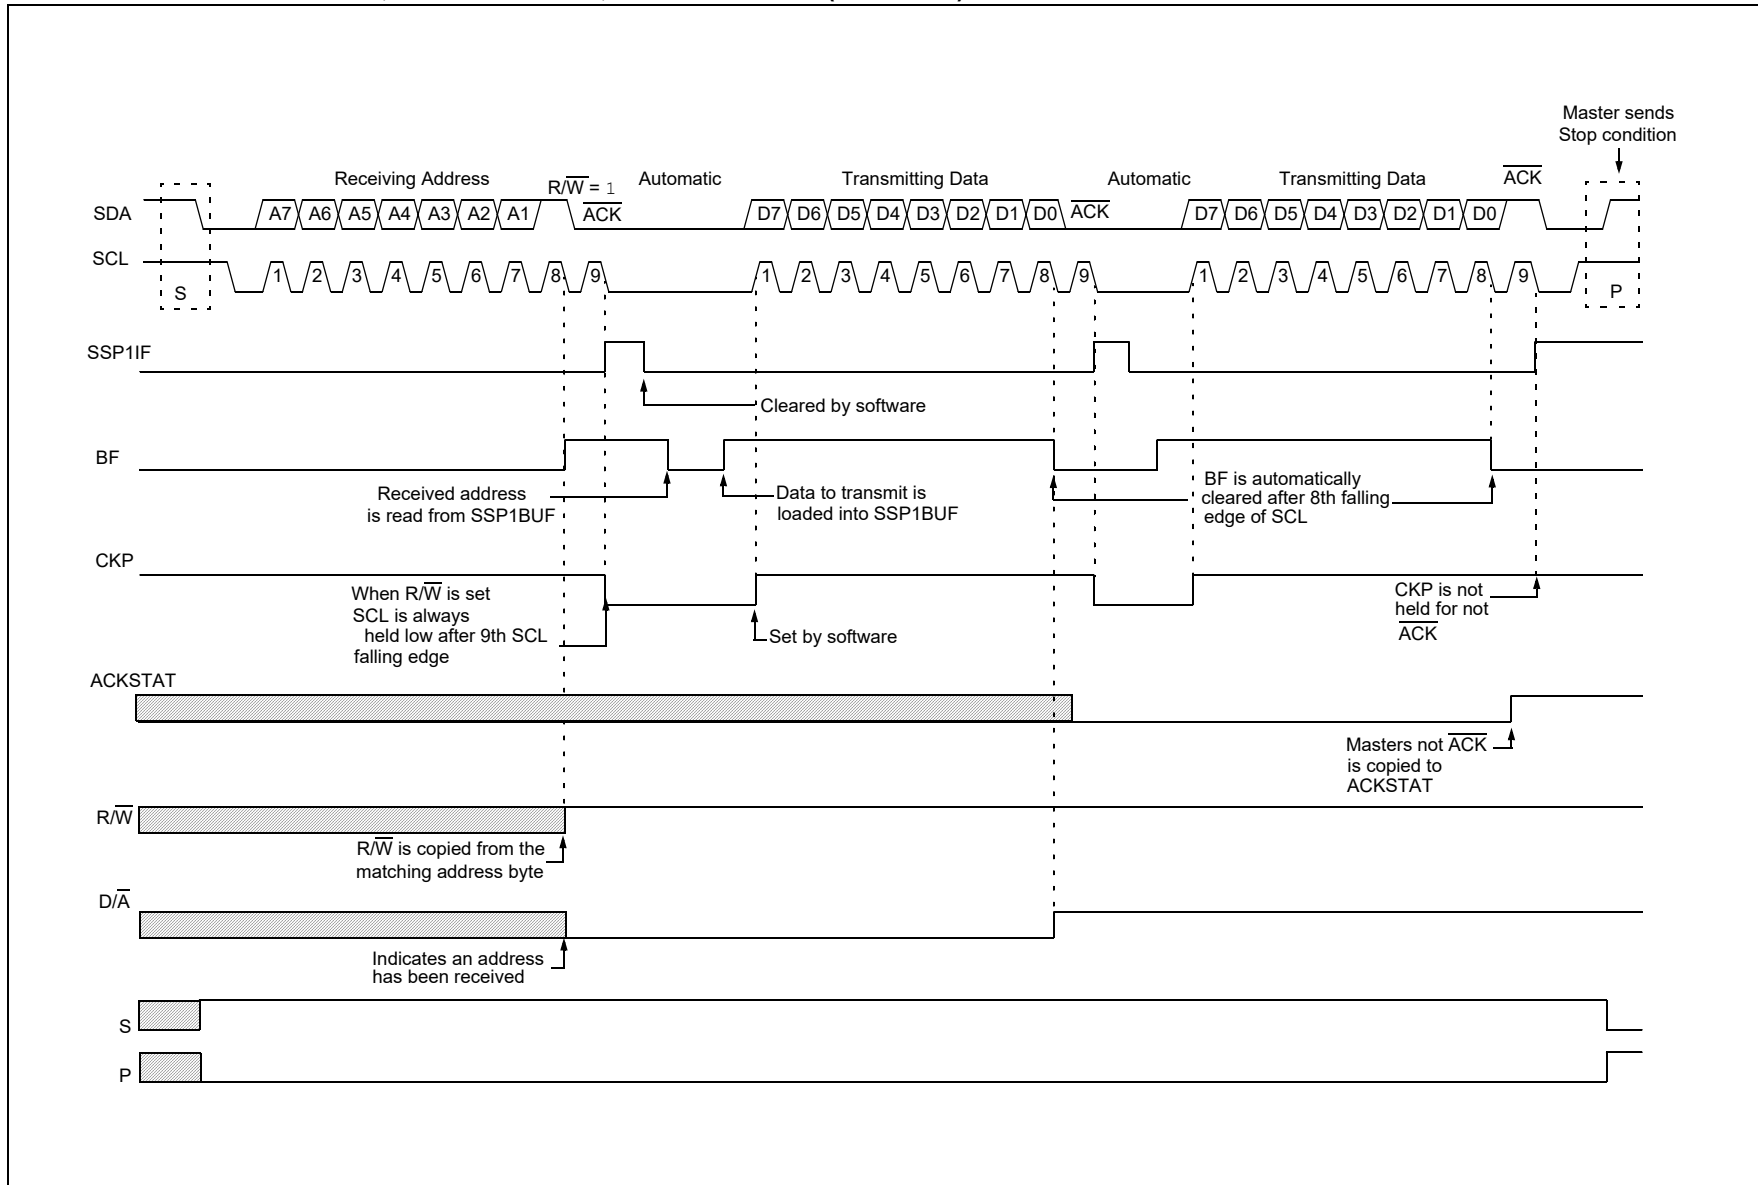 Master sends
Stop condition
Receiving Address
R/W̅ = 1
Automatic
Transmitting Data
Automatic
Transmitting Data
A̅C̅K̅
SDA
A7 A6 A5 A4 A3 A2 A1
A̅C̅K̅
D7 D6 D5 D4 D3 D2 D1 D0
A̅C̅K̅
D7 D6 D5 D4 D3 D2 D1 D0
SCL
S
1 2 3 4 5 6 7 8 9
1 2 3 4 5 6 7 8 9
1 2 3 4 5 6 7 8 9
P
SSP1IF
Cleared by software
BF
Received address
is read from SSP1BUF
Data to transmit is
loaded into SSP1BUF
BF is automatically
cleared after 8th falling
edge of SCL
CKP
When R/W̅ is set
SCL is always
held low after 9th SCL
falling edge
Set by software
CKP is not
held for not
A̅C̅K̅
ACKSTAT
Masters not A̅C̅K̅
is copied to
ACKSTAT
R/W̅
R/W̅ is copied from the
matching address byte
D/A̅
Indicates an address
has been received
S
P